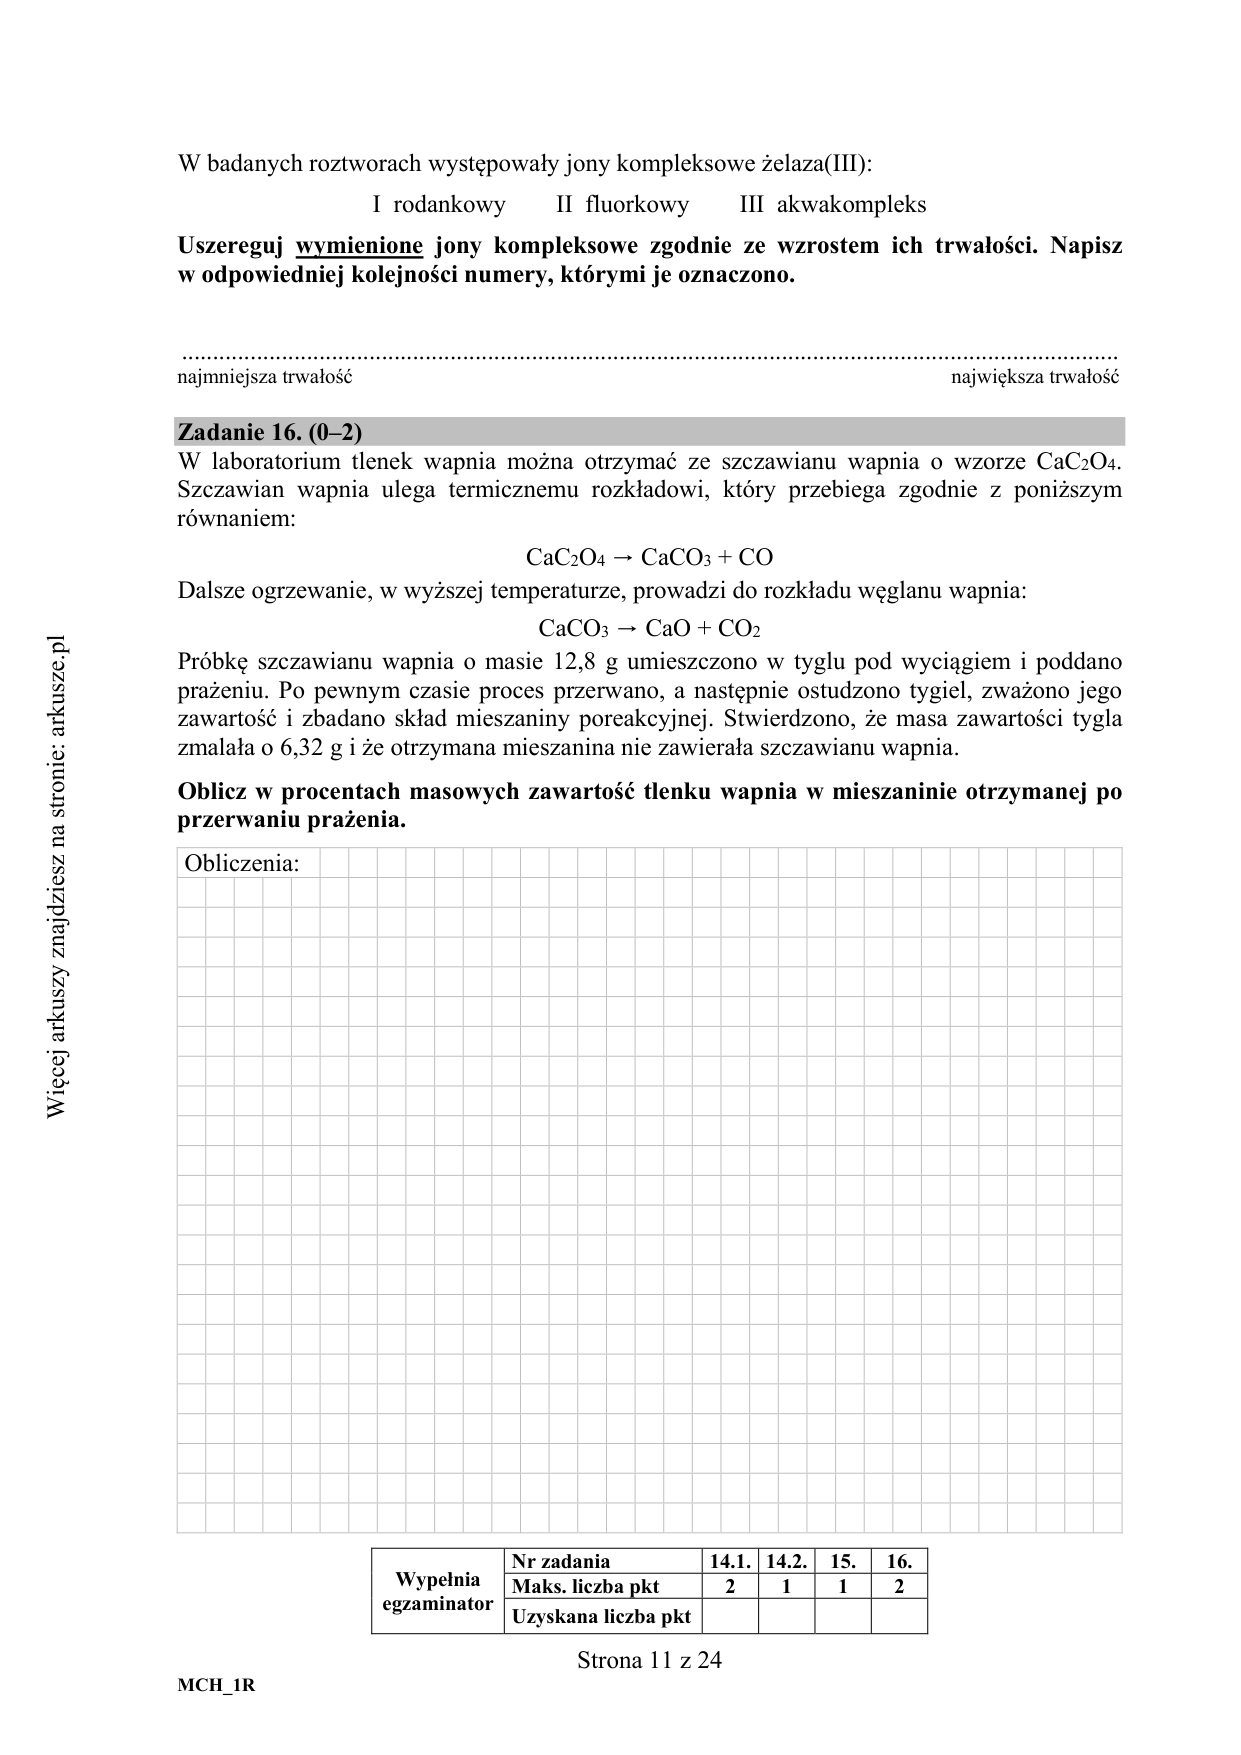 W badanych roztworach występowały jony kompleksowe żelaza(III):
I rodankowy II fluorkowy III akwakompleks
Uszereguj wymienione jony kompleksowe zgodnie ze wzrostem ich trwałości. Napisz
w odpowiedniej kolejności numery, którymi je oznaczono.
najmniejsza trwałość największa trwałość
Zadanie 16. (0–2)
W laboratorium tlenek wapnia można otrzymać ze szczawianu wapnia o wzorze CaC₂O₄.
Szczawian wapnia ulega termicznemu rozkładowi, który przebiega zgodnie z poniższym
równaniem:
CaC₂O₄ → CaCO₃ + CO
Dalsze ogrzewanie, w wyższej temperaturze, prowadzi do rozkładu węglanu wapnia:
CaCO₃ → CaO + CO₂
Próbkę szczawianu wapnia o masie 12,8 g umieszczono w tyglu pod wyciągiem i poddano
prażeniu. Po pewnym czasie proces przerwano, a następnie ostudzono tygiel, zważono jego
zawartość i zbadano skład mieszaniny poreakcyjnej. Stwierdzono, że masa zawartości tygla
zmalała o 6,32 g i że otrzymana mieszanina nie zawierała szczawianu wapnia.
Oblicz w procentach masowych zawartość tlenku wapnia w mieszaninie otrzymanej po
przerwaniu prażenia.
Obliczenia:
Wypełnia
egzaminator
Nr zadania 14.1. 14.2. 15. 16.
Maks. liczba pkt 2 1 1 2
Uzyskana liczba pkt
Strona 11 z 24
MCH_1R
Więcej arkuszy znajdziesz na stronie: arkusze.pl